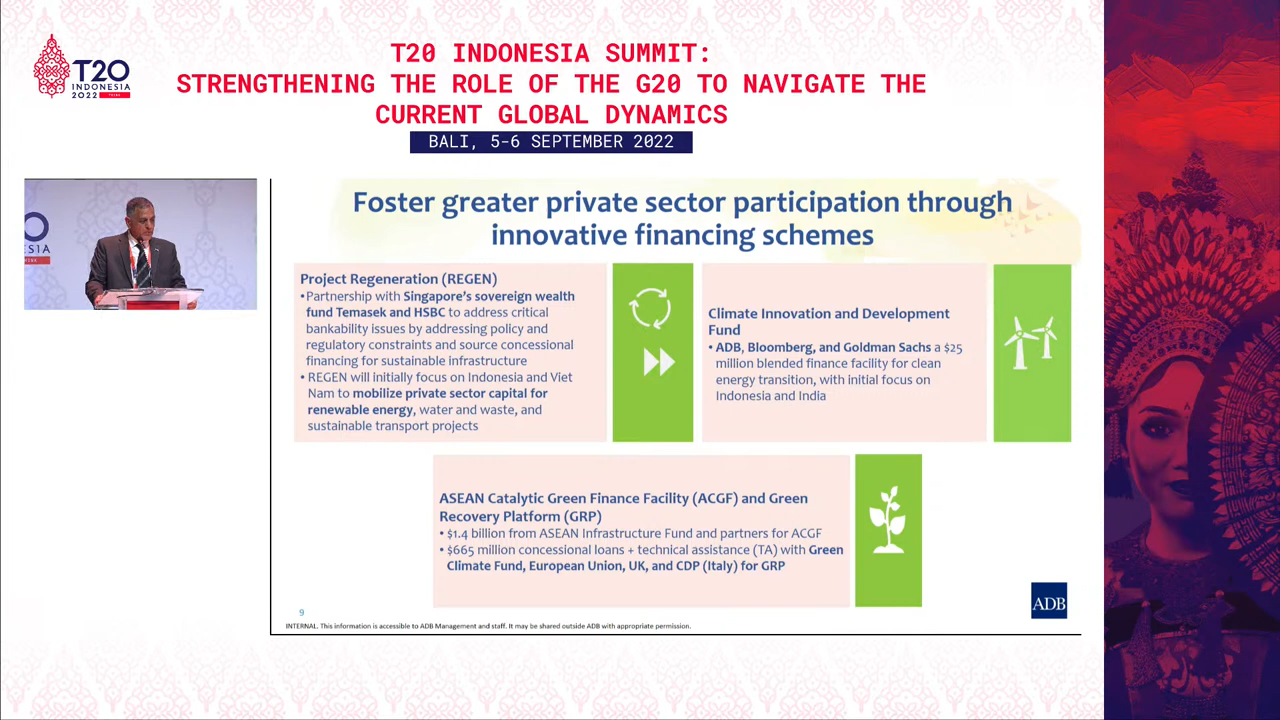 T20
INDONESIA
2022 THINK
T20 INDONESIA SUMMIT:
STRENGTHENING THE ROLE OF THE G20 TO NAVIGATE THE
CURRENT GLOBAL DYNAMICS
BALI, 5-6 SEPTEMBER 2022
Foster greater private sector participation through
innovative financing schemes
Project Regeneration (REGEN)
•Partnership with Singapore's sovereign wealth
fund Temasek and HSBC to address critical
bankability issues by addressing policy and
regulatory constraints and source concessional
financing for sustainable infrastructure
• REGEN will initially focus on Indonesia and Viet
Nam to mobilize private sector capital for
renewable energy, water and waste, and
sustainable transport projects
Climate Innovation and Development
Fund
• ADB, Bloomberg, and Goldman Sachs a $25
million blended finance facility for clean
energy transition, with initial focus on
Indonesia and India
ASEAN Catalytic Green Finance Facility (ACGF) and Green
Recovery Platform (GRP)
• $1.4 billion from ASEAN Infrastructure Fund and partners for ACGF
• $665 million concessional loans + technical assistance (TA) with Green
Climate Fund, European Union, UK, and CDP (Italy) for GRP
ADB
9
INTERNAL. This information is accessible to ADB Management and staff. It may be shared outside ADB with appropriate permission.